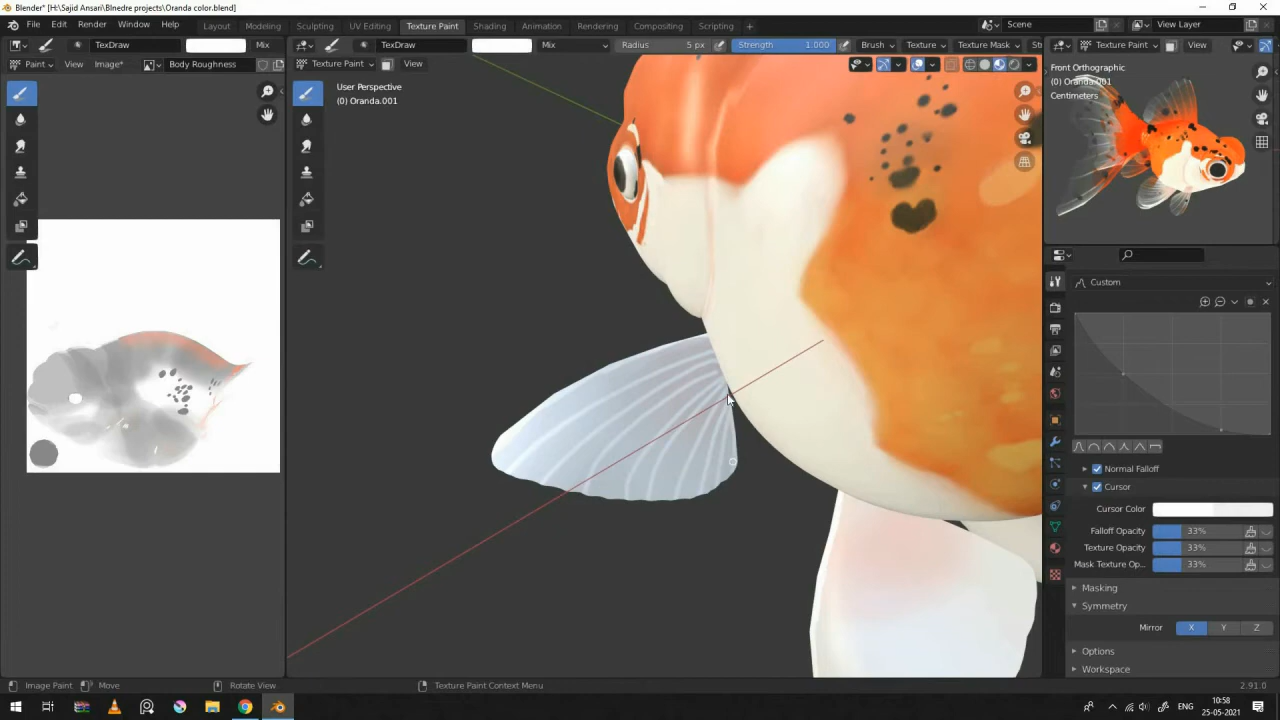 Blender* [H:\Sajid Ansari\Blnedre projects\Oranda color.blend]
File Edit Render Window Help Layout Modeling Sculpting UV Editing Texture Paint Shading Animation Rendering Compositing Scripting + Scene View Layer
TexDraw Mix TexDraw Mix Radius 5 px Strength 1.000 Brush Texture Texture Mask Texture Paint View
Paint View Image* Body Roughness Texture Paint View
User Perspective
(0) Oranda.001
Front Orthographic
(0) Oranda.001
Centimeters
Custom
Normal Falloff
Cursor
Cursor Color
Falloff Opacity 33%
Texture Opacity 33%
Mask Texture Op... 33%
Masking
Symmetry
Mirror X Y Z
Options
Workspace
Image Paint Move Rotate View Texture Paint Context Menu 2.91.0
ENG 10:58
25-05-2021